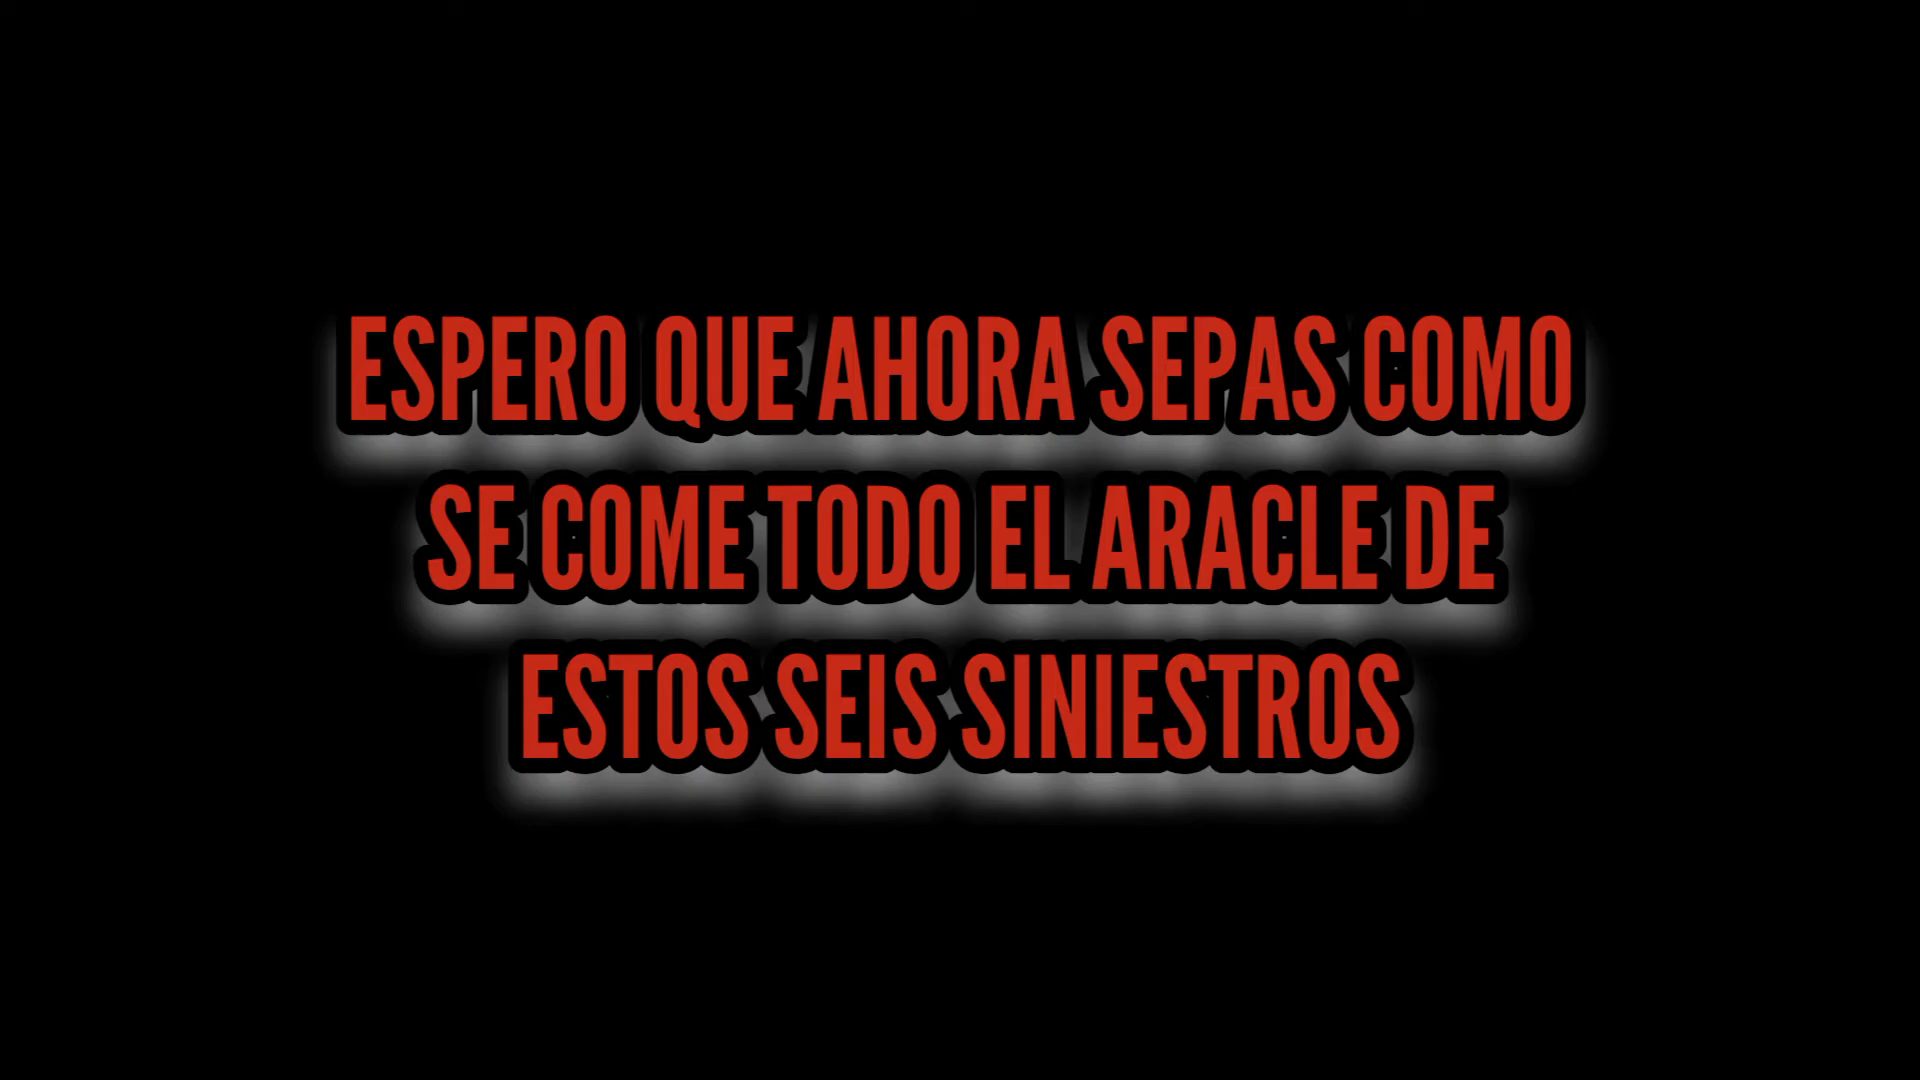 ESPERO QUE AHORA SEPAS COMO
SE COME TODO EL ARACLE DE
ESTOS SEIS SINIESTROS